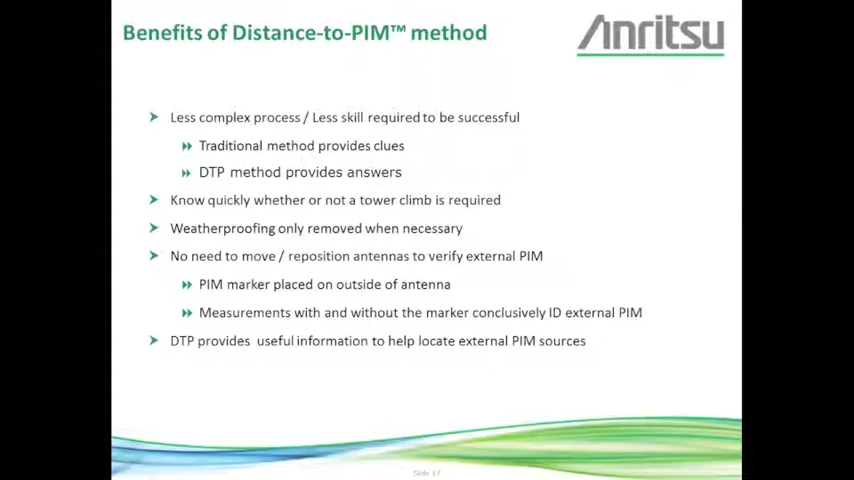 Benefits of Distance-to-PIM™ method
Anritsu
Less complex process / Less skill required to be successful
Traditional method provides clues
DTP method provides answers
Know quickly whether or not a tower climb is required
Weatherproofing only removed when necessary
No need to move / reposition antennas to verify external PIM
PIM marker placed on outside of antenna
Measurements with and without the marker conclusively ID external PIM
DTP provides useful information to help locate external PIM sources
Slide 17